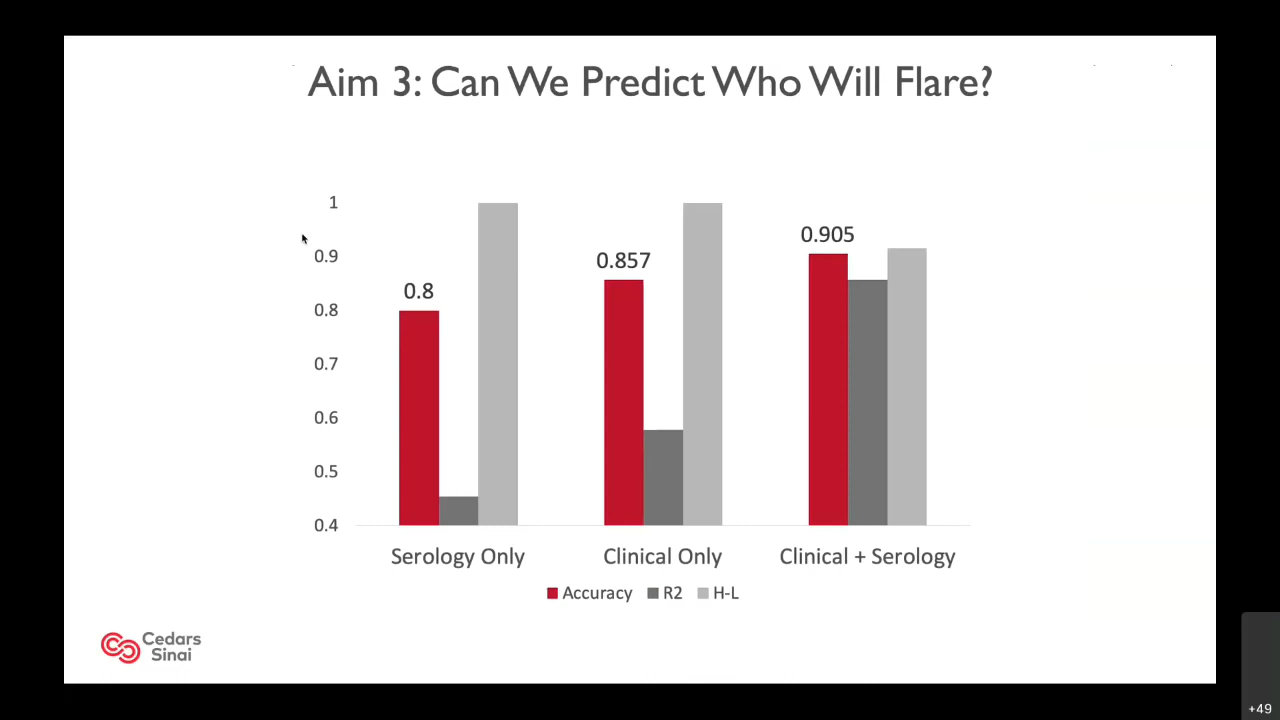 Aim 3: Can We Predict Who Will Flare?
1
0.9
0.8
0.7
0.6
0.5
0.4
0.8
0.857
0.905
Serology Only
Clinical Only
Clinical + Serology
Accuracy
R2
H-L
Cedars
Sinai
+49